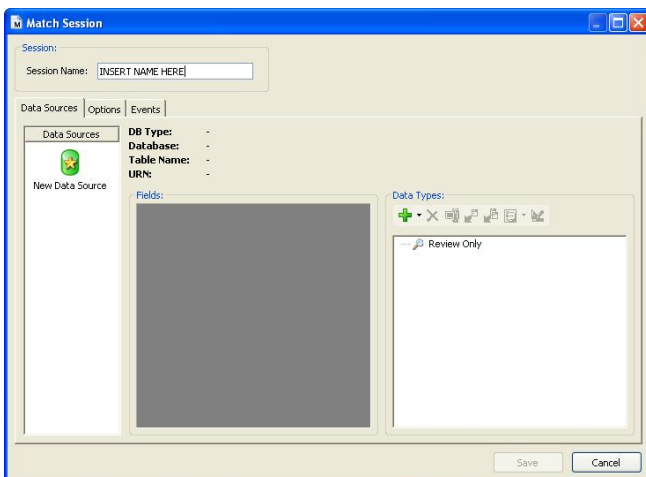 Match Session
Session:
Session Name: INSERT NAME HERE
Data Sources Options Events
Data Sources
New Data Source
DB Type: -
Database: -
Table Name: -
URN: -
Fields:
Data Types:
Review Only
Save Cancel